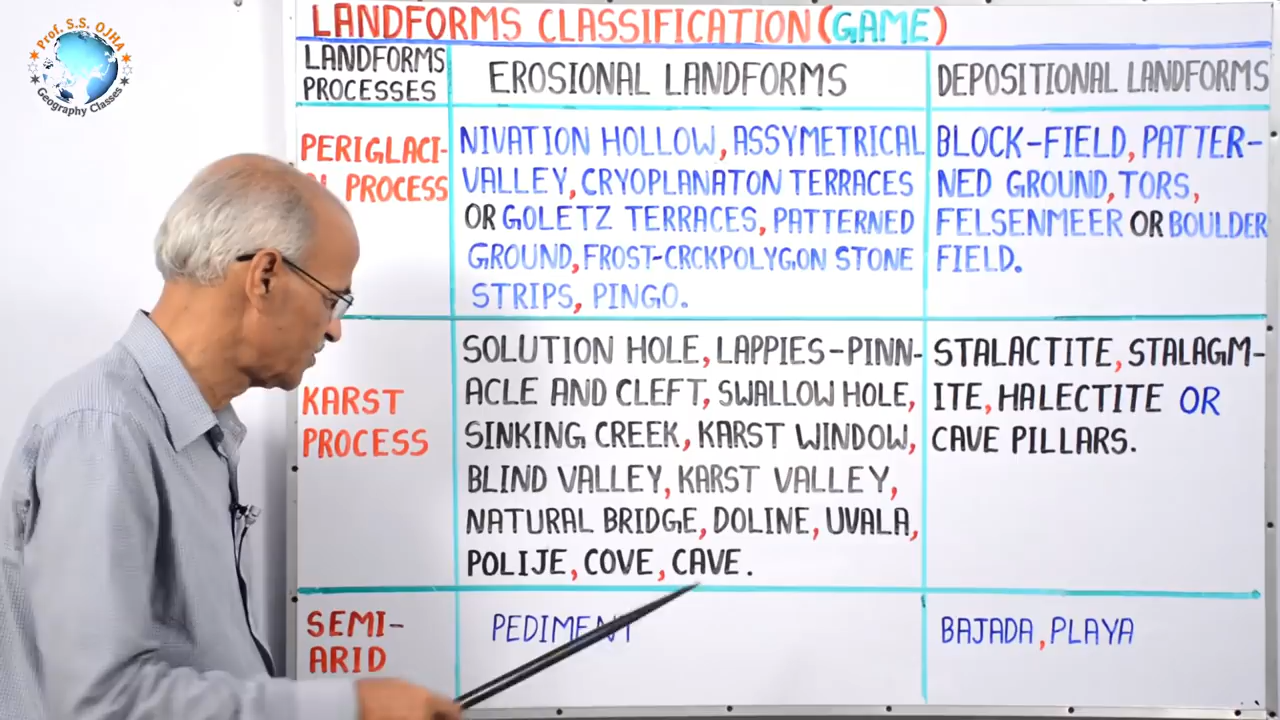 Prof. S.S. OJHA
Geography Classes
LANDFORMS CLASSIFICATION(GAME)
LANDFORMS PROCESSES
EROSIONAL LANDFORMS
DEPOSITIONAL LANDFORMS
PERIGLACI-
PROCESS
NIVATION HOLLOW, ASSYMETRICAL
VALLEY, CRYOPLANATON TERRACES
OR GOLETZ TERRACES, PATTERNED
GROUND, FROST-CRCKPOLYGON STONE
STRIPS, PINGO.
BLOCK-FIELD, PATTER-
NED GROUND, TORS,
FELSENMEER OR BOULDER
FIELD.
KARST
PROCESS
SOLUTION HOLE, LAPPIES-PINN-
ACLE AND CLEFT, SWALLOW HOLE,
SINKING CREEK, KARST WINDOW,
BLIND VALLEY, KARST VALLEY,
NATURAL BRIDGE, DOLINE, UVALA,
POLIJE, COVE, CAVE.
STALACTITE, STALAGM-
ITE, HALECTITE OR
CAVE PILLARS.
SEMI-
ARID
PEDIMENT
BAJADA, PLAYA